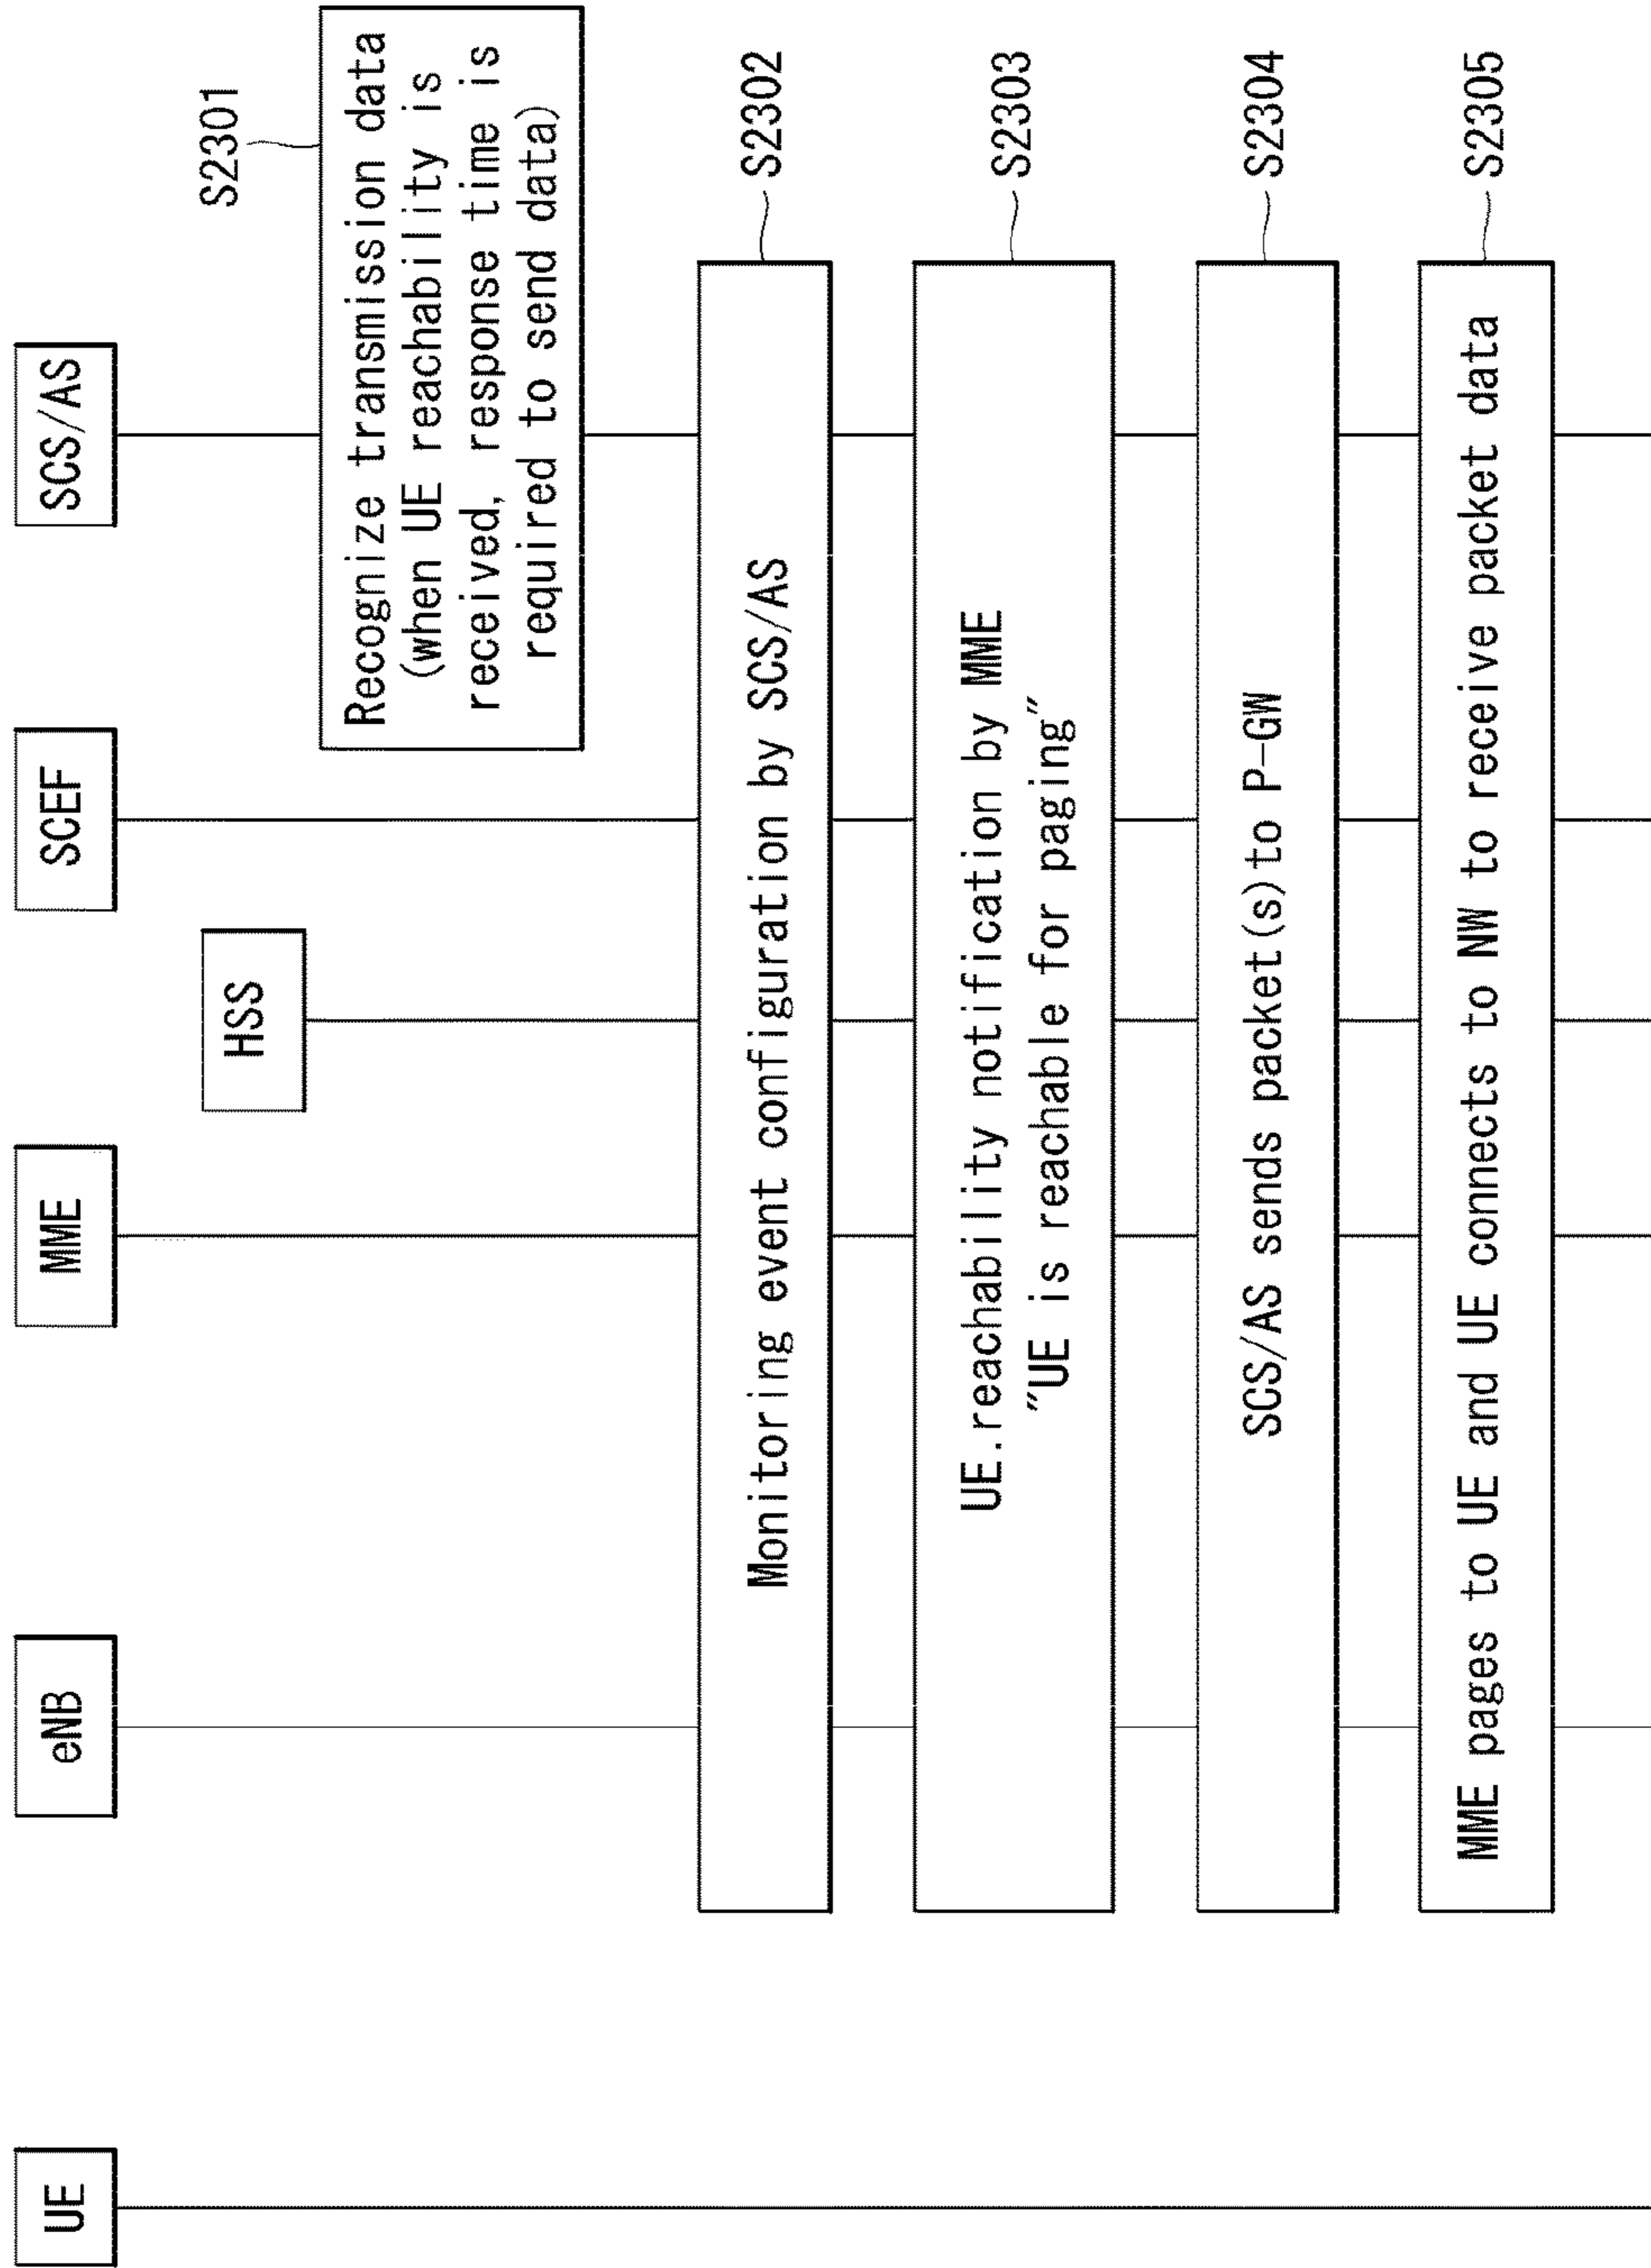 UE
eNB
MME
HSS
SCEF
SCS/AS
S2301
Recognize transmission data
(when UE reachability is
received, response time is
required to send data)
Monitoring event configuration by SCS/AS
S2302
UE.reachability notification by MME
"UE is reachable for paging"
S2303
SCS/AS sends packet(s)to P-GW
S2304
MME pages to UE and UE connects to NW to receive packet data
S2305